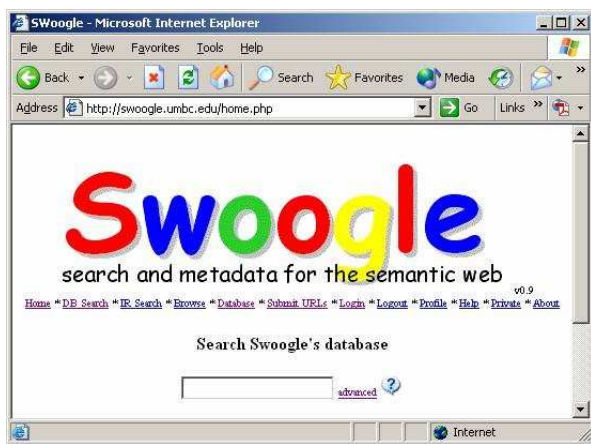 SWoogle - Microsoft Internet Explorer
File Edit View Favorites Tools Help
Back Search Favorites Media »
Address http://swoogle.umbc.edu/home.php Go Links »
Swoogle
search and metadata for the semantic web
v0.9
Home * DB Search * IR Search * Browse * Database * Submit URLs * Login * Logout * Profile * Help * Private * About
Search Swoogle's database
advanced ?
Internet